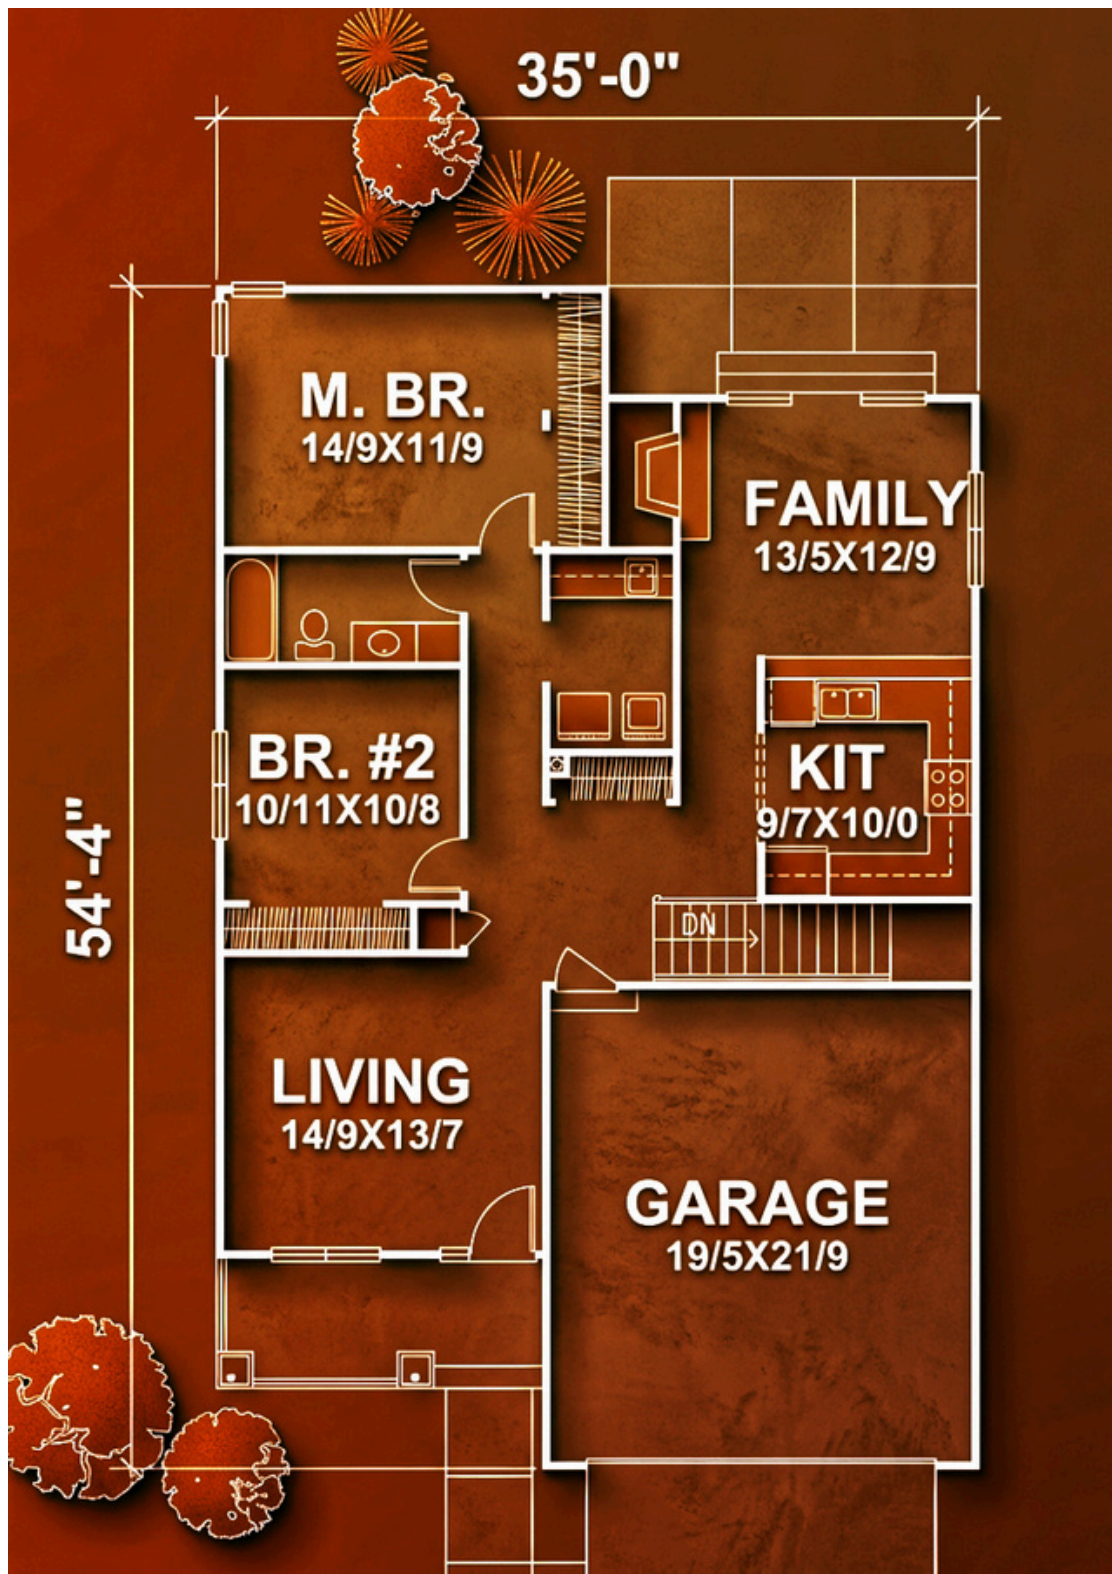 35'-0"
M. BR.
14/9X11/9
FAMILY
13/5X12/9
BR. #2
10/11X10/8
KIT
9/7X10/0
54'-4"
DN
LIVING
14/9X13/7
GARAGE
19/5X21/9